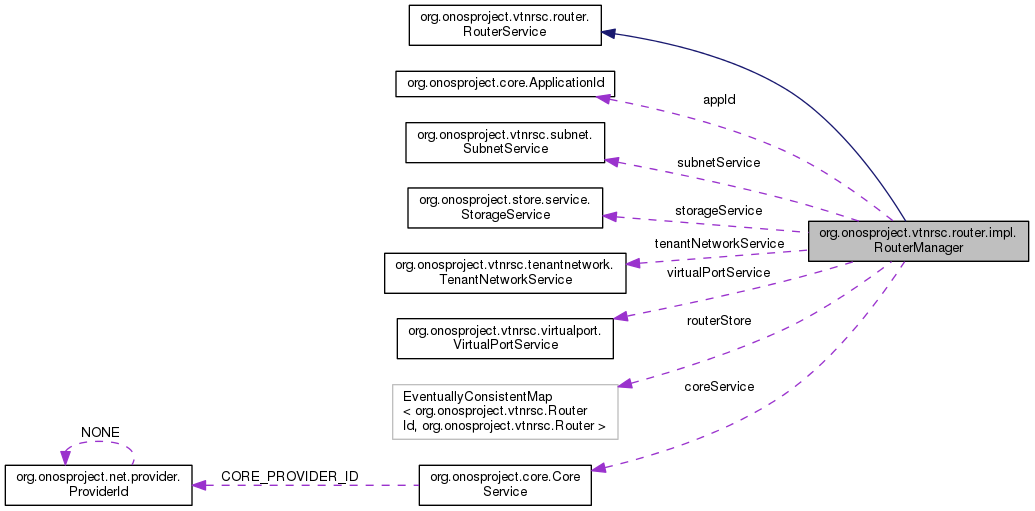 org.onosproject.vtnrsc.router.
RouterService
org.onosproject.core.ApplicationId
appId
org.onosproject.vtnrsc.subnet.
SubnetService
subnetService
org.onosproject.store.service.
StorageService
storageService
org.onosproject.vtnrsc.router.impl.
RouterManager
org.onosproject.vtnrsc.tenantnetwork.
TenantNetworkService
tenantNetworkService
virtualPortService
org.onosproject.vtnrsc.virtualport.
VirtualPortService
routerStore
EventuallyConsistentMap
< org.onosproject.vtnrsc.Router
Id, org.onosproject.vtnrsc.Router >
coreService
NONE
org.onosproject.net.provider.
ProviderId
CORE_PROVIDER_ID
org.onosproject.core.Core
Service